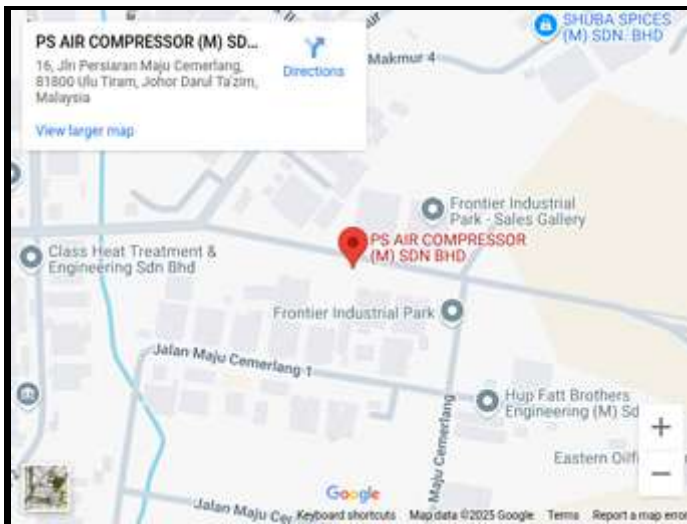 PS AIR COMPRESSOR (M) SD...
16, Jln Persiaran Maju Cemerlang,
81800 Ulu Tiram, Johor Darul Ta'zim,
Malaysia
Directions
View larger map
SHUBA SPICES
(M) SDN. BHD
Makmur 4
Frontier Industrial
Park - Sales Gallery
PS AIR COMPRESSOR
(M) SDN BHD
Class Heat Treatment &
Engineering Sdn Bhd
Frontier Industrial Park
Jalan Maju Cemerlang 1
Hup Fatt Brothers
Engineering (M) Sd
Maju Cemerlang
+
Eastern Oilf
−
Jalan Maju Cer
Google
Keyboard shortcuts
Map data ©2025 Google
Terms
Report a map error